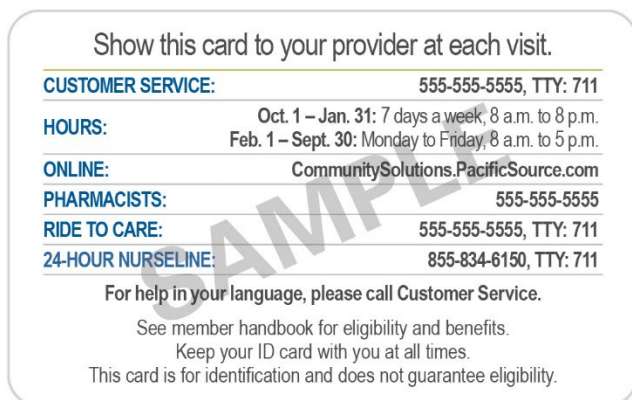 Show this card to your provider at each visit.
CUSTOMER SERVICE: 555-555-5555, TTY: 711
HOURS: Oct. 1 – Jan. 31: 7 days a week, 8 a.m. to 8 p.m.
Feb. 1 – Sept. 30: Monday to Friday, 8 a.m. to 5 p.m.
ONLINE: CommunitySolutions.PacificSource.com
PHARMACISTS: 555-555-5555
RIDE TO CARE: 555-555-5555, TTY: 711
24-HOUR NURSELINE: 855-834-6150, TTY: 711
For help in your language, please call Customer Service.
See member handbook for eligibility and benefits.
Keep your ID card with you at all times.
This card is for identification and does not guarantee eligibility.
SAMPLE